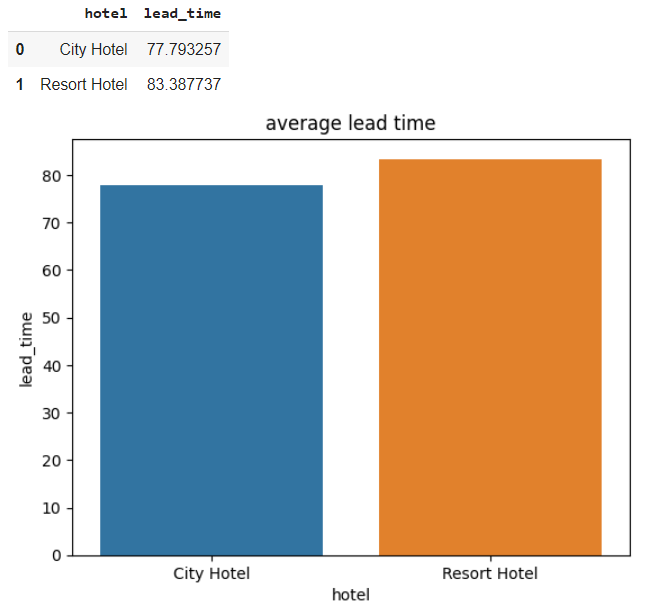 hotel lead_time
0 City Hotel 77.793257
1 Resort Hotel 83.387737
average lead time
80
70
60
50
40
30
20
10
0
lead_time
City Hotel Resort Hotel
hotel